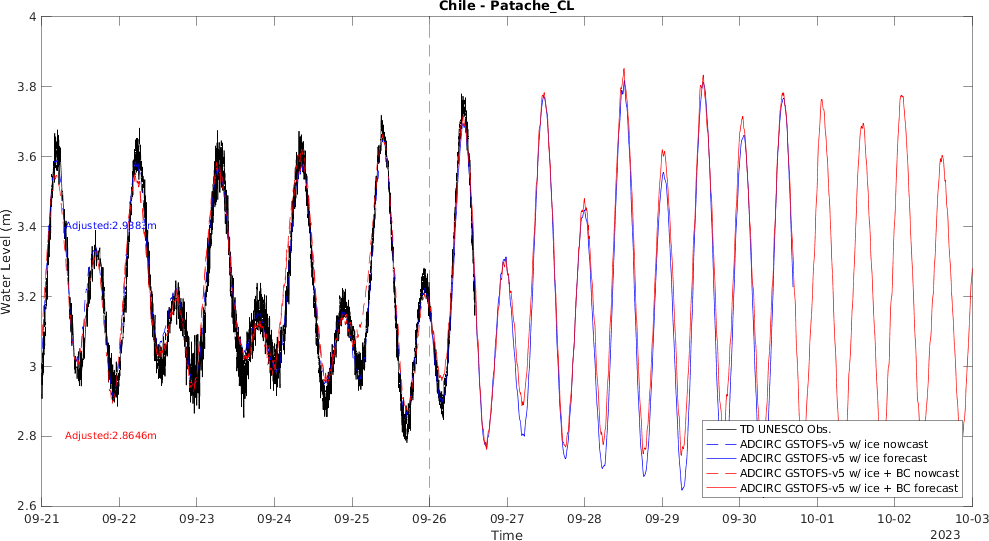 Chile - Patache_CL
4
3.8
3.6
3.4
3.2
3
2.8
2.6
Water Level (m)
Adjusted:2.9383m
Adjusted:2.8646m
TD UNESCO Obs.
ADCIRC GSTOFS-v5 w/ ice nowcast
ADCIRC GSTOFS-v5 w/ ice forecast
ADCIRC GSTOFS-v5 w/ ice + BC nowcast
ADCIRC GSTOFS-v5 w/ ice + BC forecast
09-21 09-22 09-23 09-24 09-25 09-26 09-27 09-28 09-29 09-30 10-01 10-02 10-03
Time
2023